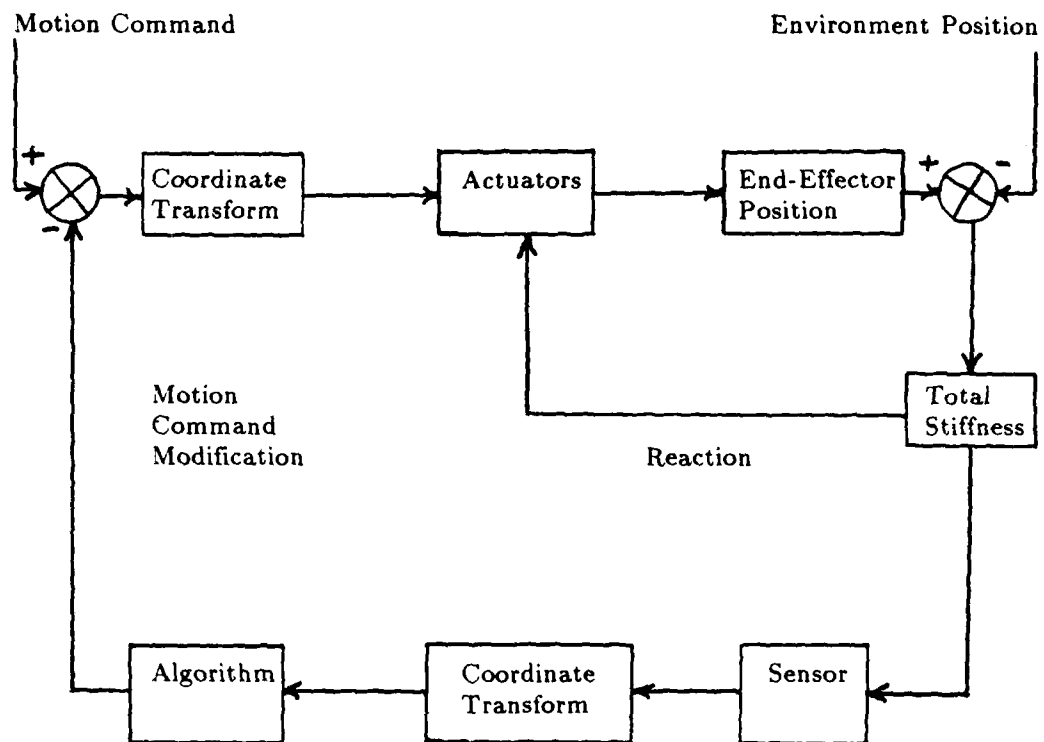 Motion Command
Environment Position
+
-
Coordinate
Transform
Actuators
End-Effector
Position
+
-
Total
Stiffness
Motion
Command
Modification
Reaction
Algorithm
Coordinate
Transform
Sensor